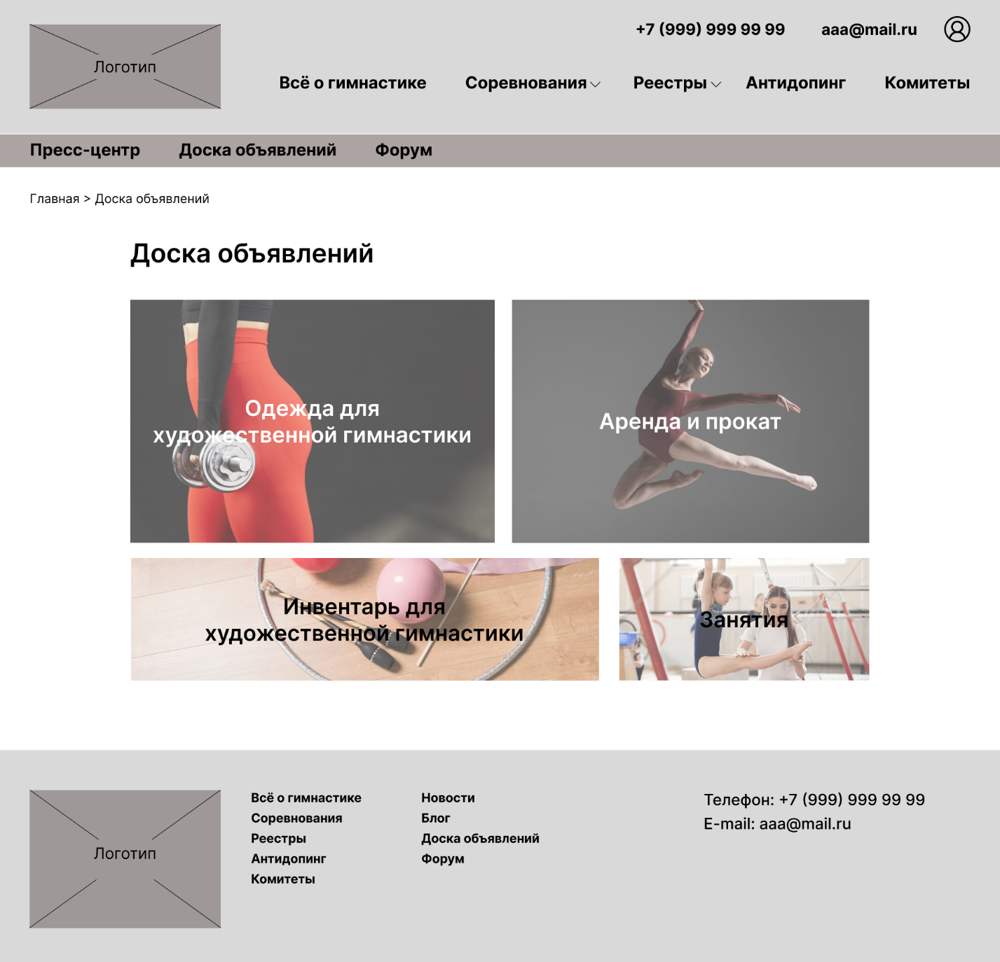 Логотип
+7 (999) 999 99 99
aaa@mail.ru
Всё о гимнастике
Соревнования
Реестры
Антидопинг
Комитеты
Пресс-центр
Доска объявлений
Форум
Главная > Доска объявлений
Доска объявлений
Одежда для
художественной гимнастики
Аренда и прокат
Инвентарь для
художественной гимнастики
Занятия
Логотип
Всё о гимнастике
Соревнования
Реестры
Антидопинг
Комитеты
Новости
Блог
Доска объявлений
Форум
Телефон: +7 (999) 999 99 99
E-mail: aaa@mail.ru